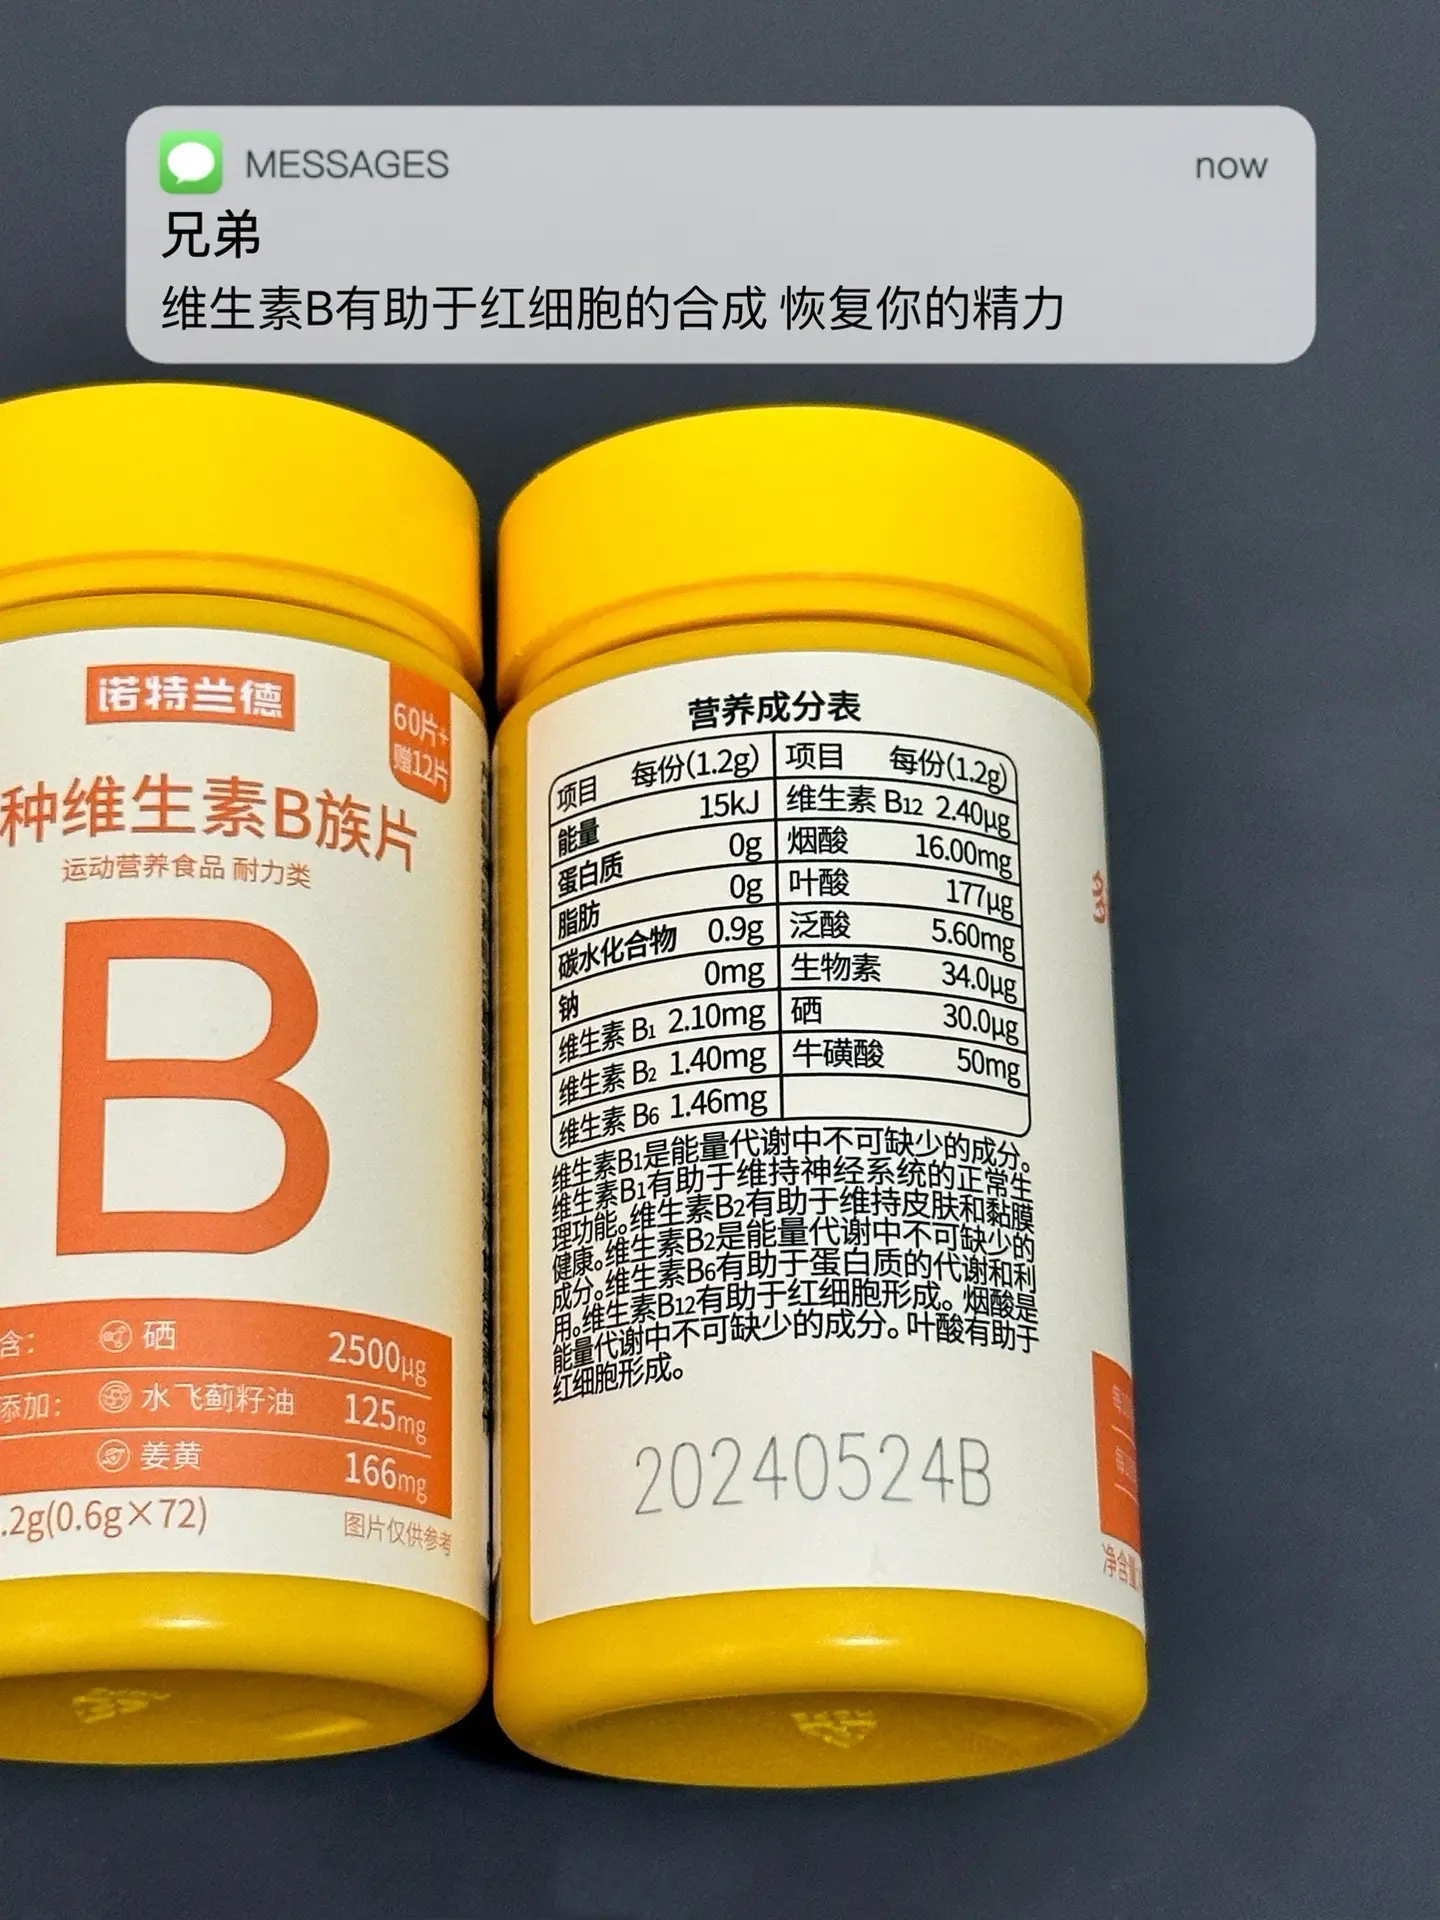 MESSAGES
now
兄弟
维生素B有助于红细胞的合成 恢复你的精力
诺特兰德
60片+
赠12片
种维生素B族片
运动营养食品 耐力类
B
含：
硒
2500μg
添加：
水飞蓟籽油
125mg
姜黄
166mg
.2g(0.6g×72)
图片仅供参考
营养成分表
项目 每份(1.2g) 项目 每份(1.2g)
能量 15kJ 维生素 B12 2.40μg
蛋白质 0g 烟酸 16.00mg
脂肪 0g 叶酸 177μg
碳水化合物 0.9g 泛酸 5.60mg
钠 0mg 生物素 34.0μg
维生素 B1 2.10mg 硒 30.0μg
维生素 B2 1.40mg 牛磺酸 50mg
维生素 B6 1.46mg
维生素B1是能量代谢中不可缺少的成分。
维生素B1有助于维持神经系统的正常生
理功能。维生素B2有助于维持皮肤和黏膜
健康。维生素B2是能量代谢中不可缺少的
成分。维生素B6有助于蛋白质的代谢和利
用。维生素B12有助于红细胞形成。烟酸是
能量代谢中不可缺少的成分。叶酸有助于
红细胞形成。
20240524B
多
净含量